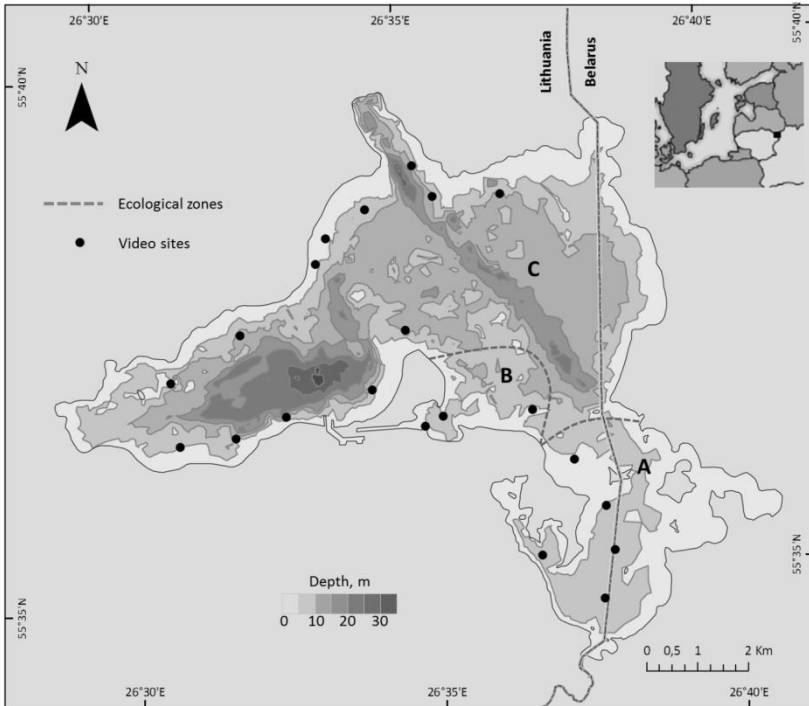 26°30'E 26°35'E 26°40'E
55°40'N
55°40'N
Lithuania
Belarus
N
Ecological zones
Video sites
C
B
A
55°35'N
Depth, m
0 10 20 30
55°35'N
0 0,5 1 2 Km
26°30'E 26°35'E 26°40'E